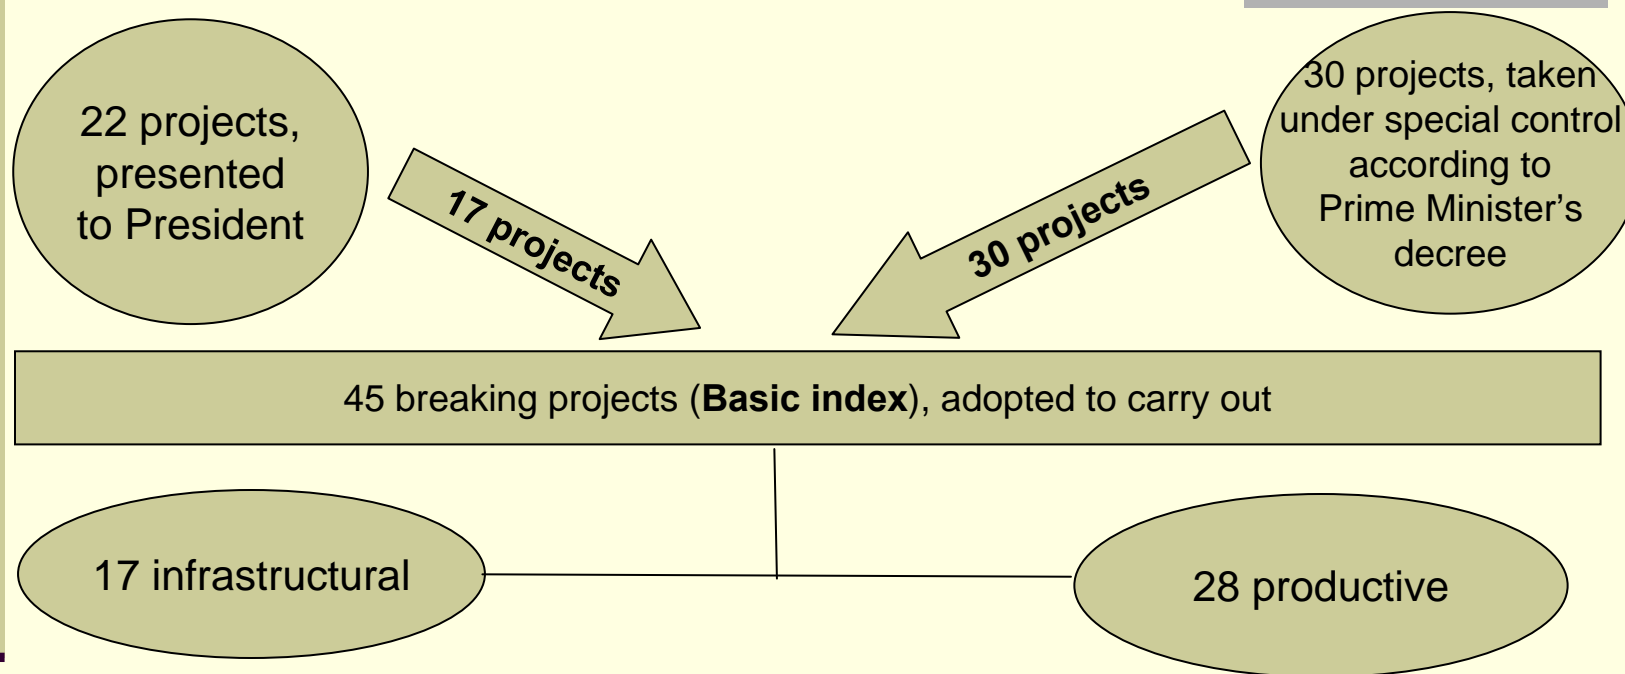 22 projects,
presented
to President
30 projects, taken
under special control
according to
Prime Minister’s
decree
17 projects
30 projects
45 breaking projects (Basic index), adopted to carry out
17 infrastructural
28 productive